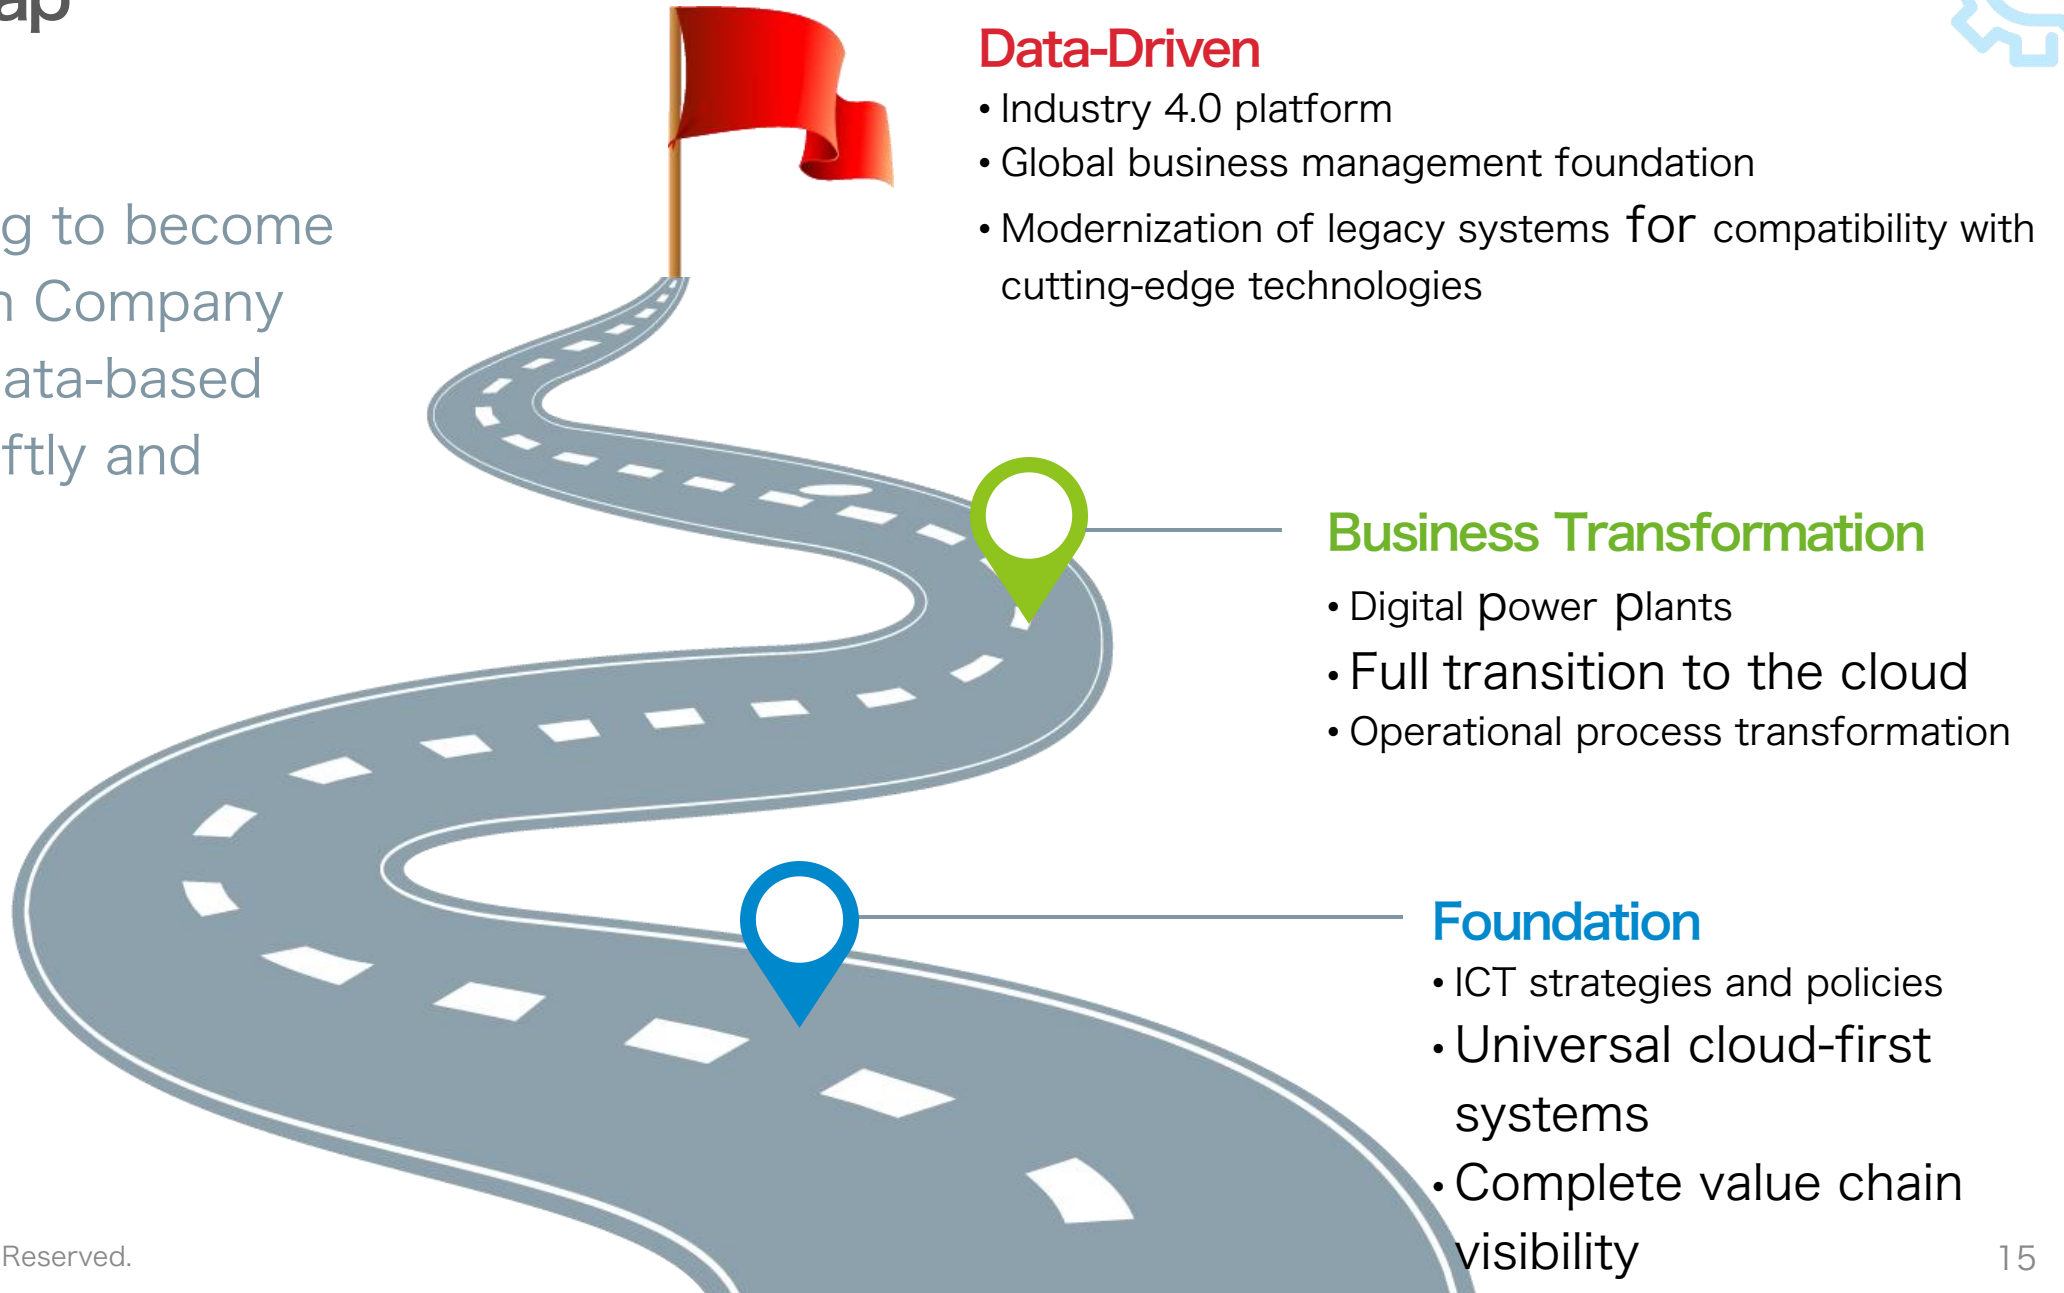 ap
g to become
n Company
ata-based
ftly and
Data-Driven
• Industry 4.0 platform
• Global business management foundation
• Modernization of legacy systems for compatibility with
cutting-edge technologies
Business Transformation
• Digital power plants
• Full transition to the cloud
• Operational process transformation
Foundation
• ICT strategies and policies
• Universal cloud-first
systems
• Complete value chain
visibility
Reserved.
15